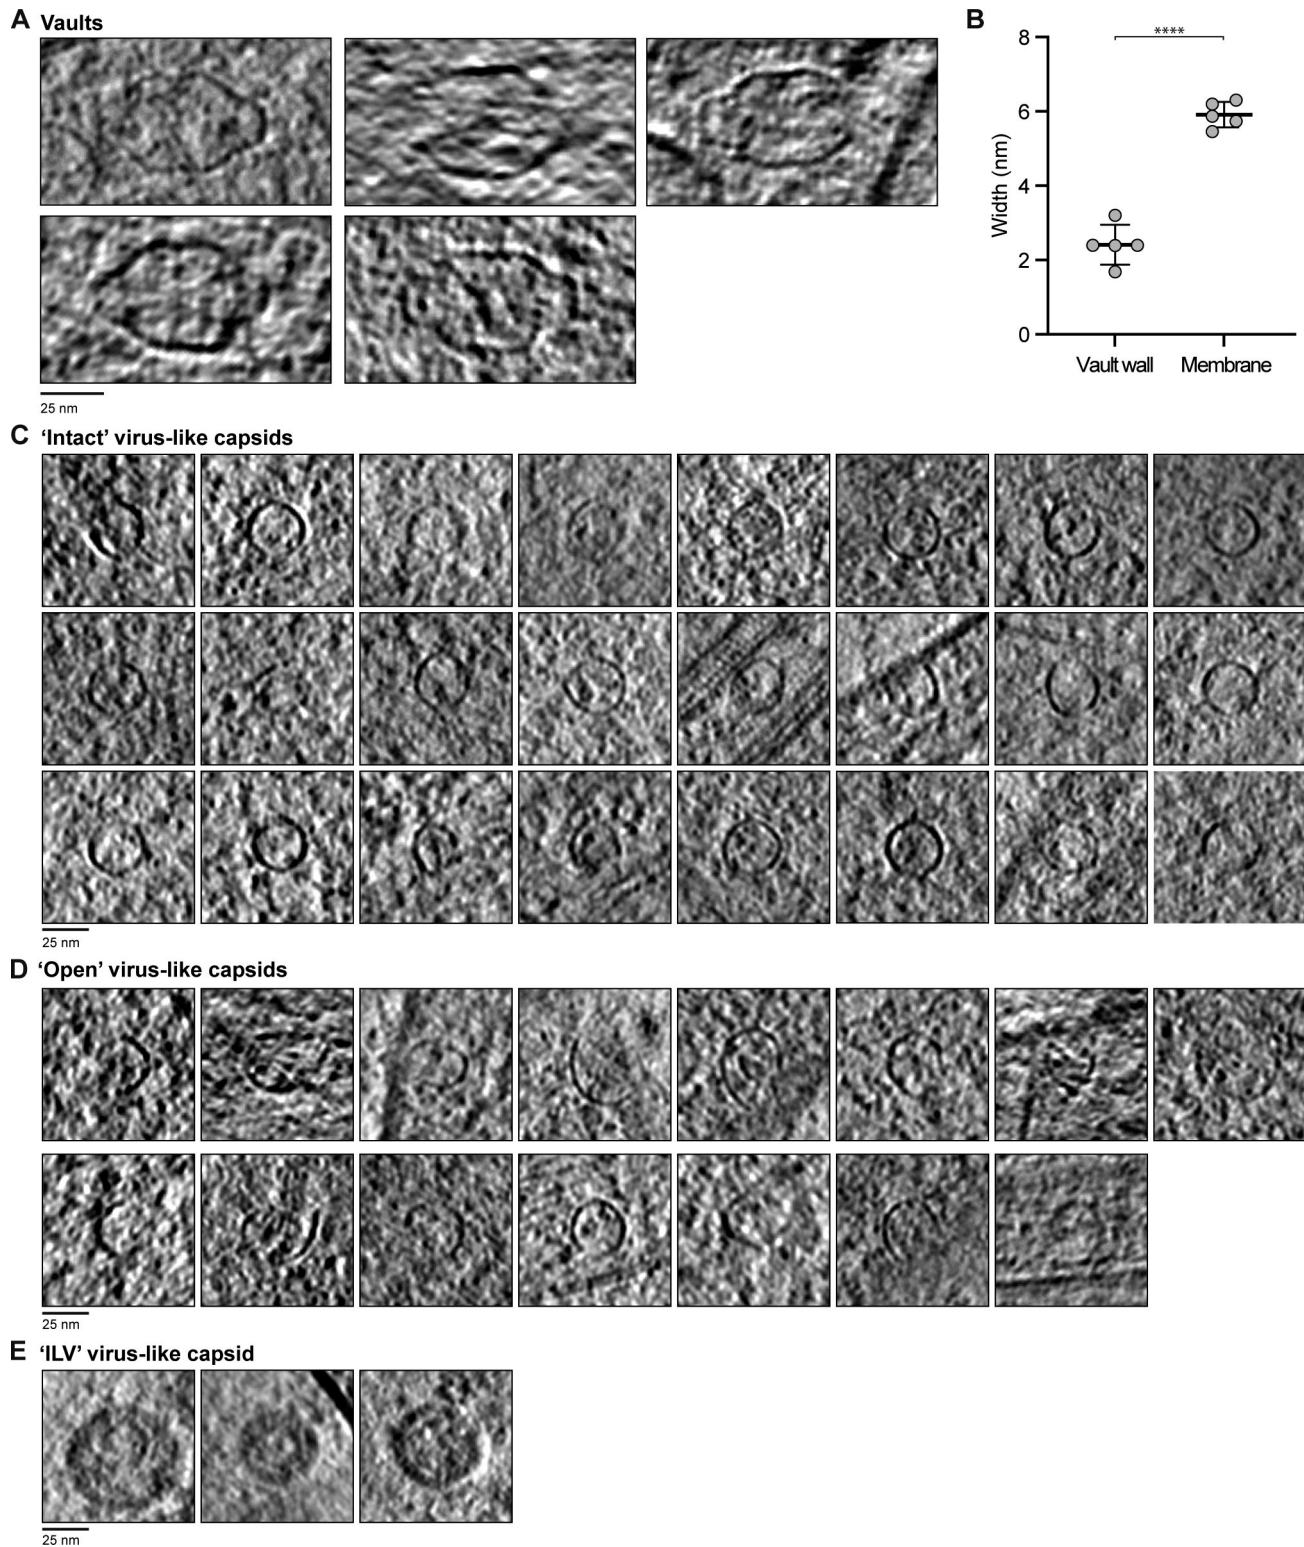 A Vaults
25 nm
B
****
8
6
4
2
0
Width (nm)
Vault wall Membrane
C 'Intact' virus-like capsids
25 nm
D 'Open' virus-like capsids
25 nm
E 'ILV' virus-like capsid
25 nm